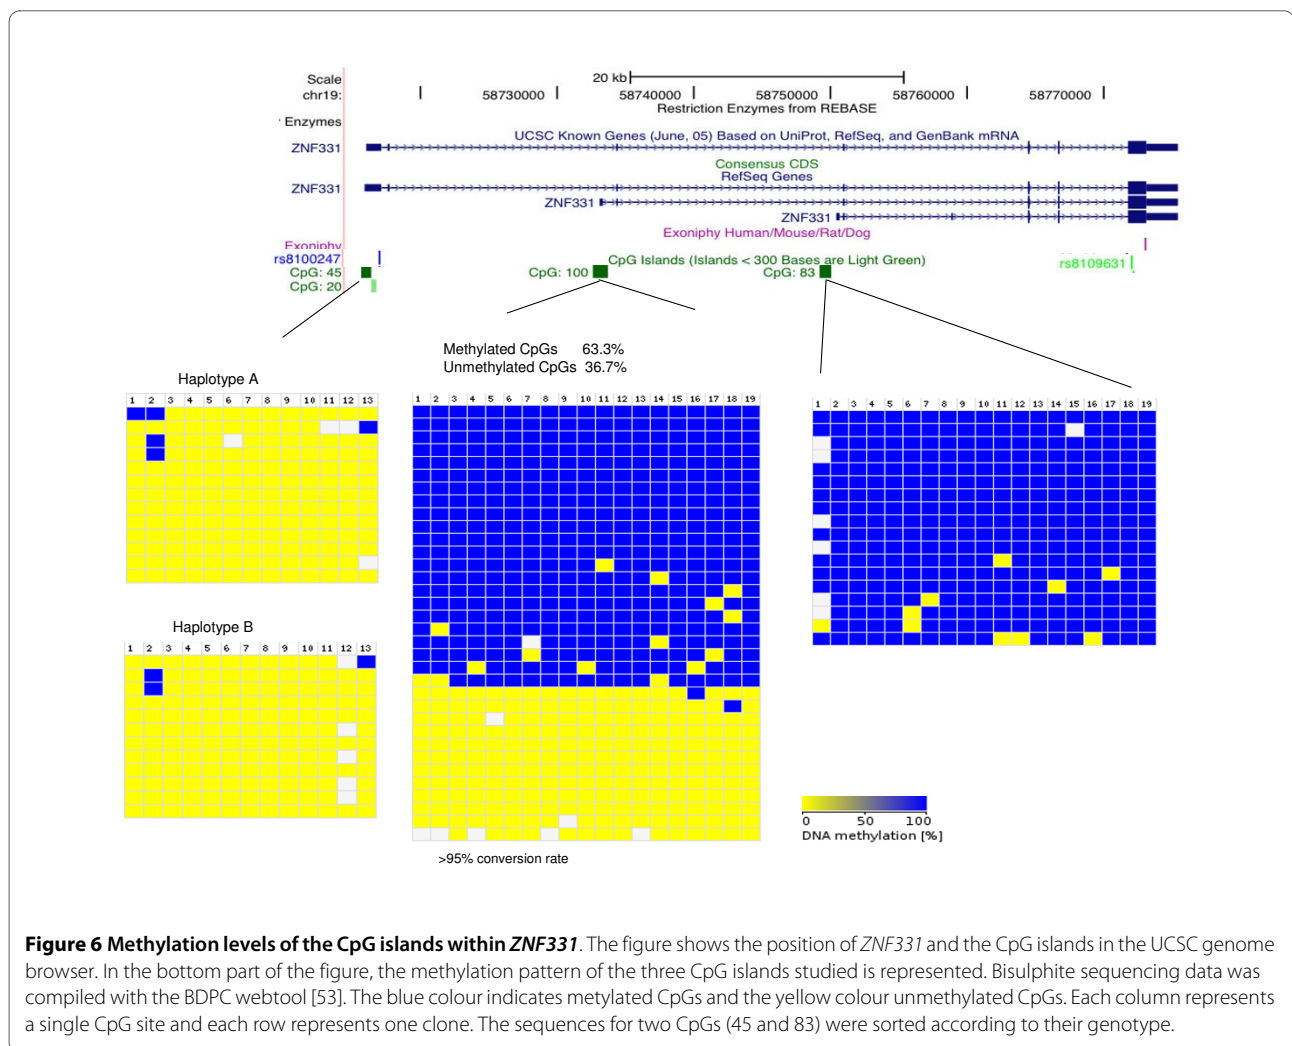 Scale 20 kb
chr19: 58730000 58740000 58750000 58760000 58770000
Restriction Enzymes from REBASE
Enzymes
UCSC Known Genes (June, 05) Based on UniProt, RefSeq, and GenBank mRNA
ZNF331
Consensus CDS
RefSeq Genes
ZNF331
ZNF331
ZNF331
Exoniphy Human/Mouse/Rat/Dog
Exoniphy
rs8100247
CpG Islands (Islands < 300 Bases are Light Green)
rs8109631
CpG: 45 CpG: 100 CpG: 83
CpG: 20
Methylated CpGs 63.3%
Unmethylated CpGs 36.7%
Haplotype A
1 2 3 4 5 6 7 8 9 10 11 12 13
1 2 3 4 5 6 7 8 9 10 11 12 13 14 15 16 17 18 19
1 2 3 4 5 6 7 8 9 10 11 12 13 14 15 16 17 18 19
Haplotype B
1 2 3 4 5 6 7 8 9 10 11 12 13
0 50 100
DNA methylation [%]
>95% conversion rate
Figure 6 Methylation levels of the CpG islands within ZNF331. The figure shows the position of ZNF331 and the CpG islands in the UCSC genome
browser. In the bottom part of the figure, the methylation pattern of the three CpG islands studied is represented. Bisulphite sequencing data was
compiled with the BDPC webtool [53]. The blue colour indicates metylated CpGs and the yellow colour unmethylated CpGs. Each column represents
a single CpG site and each row represents one clone. The sequences for two CpGs (45 and 83) were sorted according to their genotype.